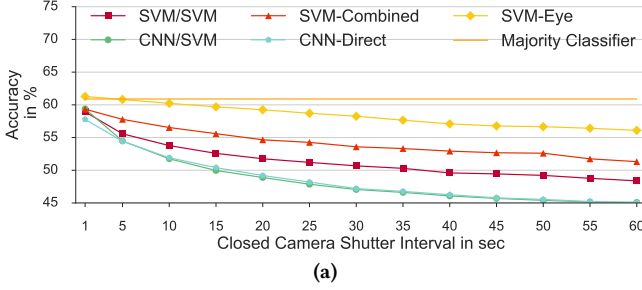 75
SVM/SVM SVM-Combined SVM-Eye
70
CNN/SVM CNN-Direct Majority Classifier
65
60
55
50
45
Accuracy
in %
1 5 10 15 20 25 30 35 40 45 50 55 60
Closed Camera Shutter Interval in sec
(a)